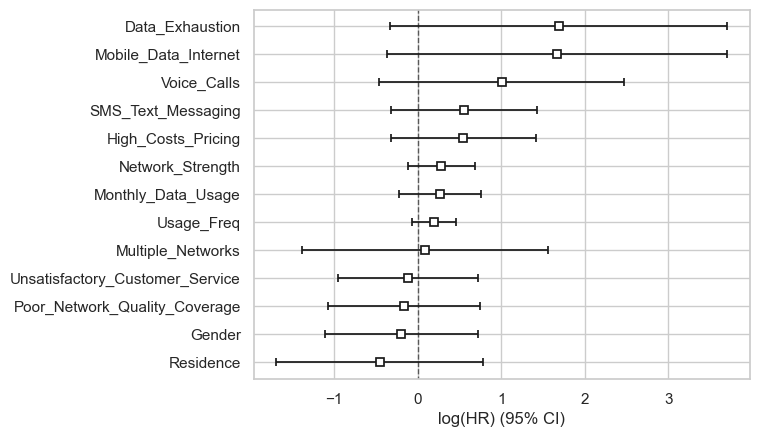 Data_Exhaustion
Mobile_Data_Internet
Voice_Calls
SMS_Text_Messaging
High_Costs_Pricing
Network_Strength
Monthly_Data_Usage
Usage_Freq
Multiple_Networks
Unsatisfactory_Customer_Service
Poor_Network_Quality_Coverage
Gender
Residence
−1 0 1 2 3
log(HR) (95% CI)